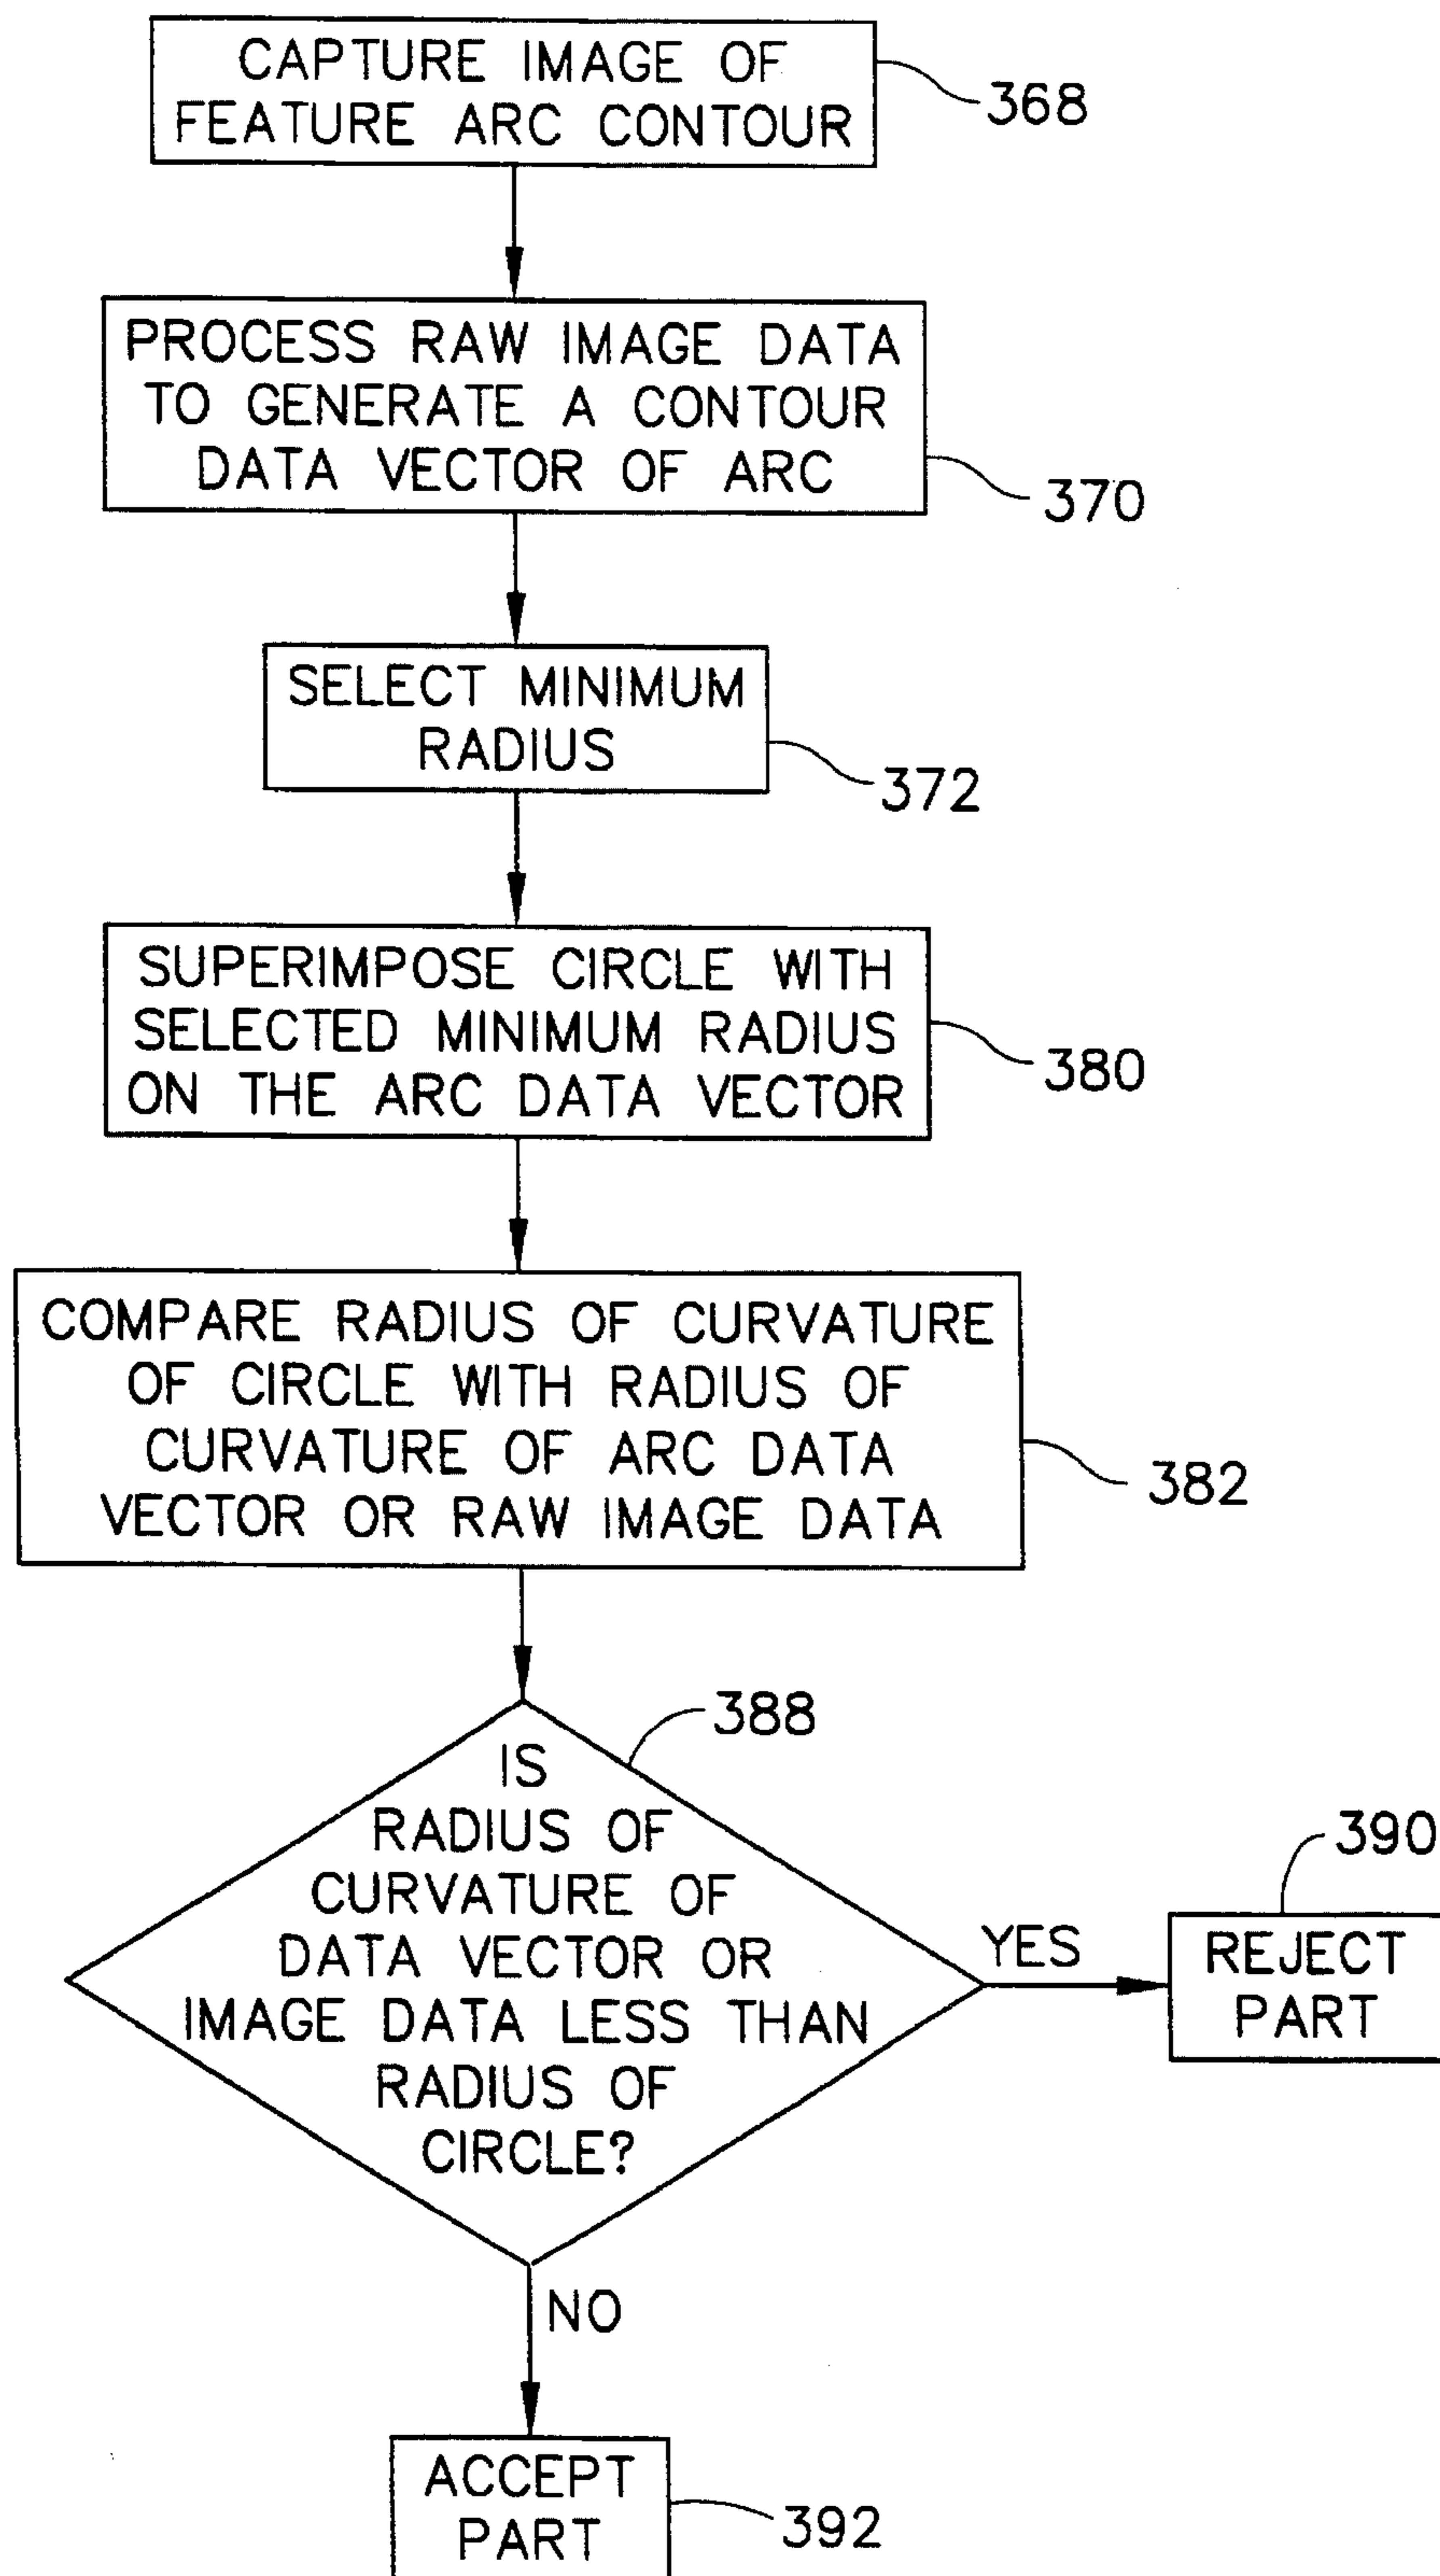 CAPTURE IMAGE OF
FEATURE ARC CONTOUR
368
PROCESS RAW IMAGE DATA
TO GENERATE A CONTOUR
DATA VECTOR OF ARC
370
SELECT MINIMUM
RADIUS
372
SUPERIMPOSE CIRCLE WITH
SELECTED MINIMUM RADIUS
ON THE ARC DATA VECTOR
380
COMPARE RADIUS OF CURVATURE
OF CIRCLE WITH RADIUS OF
CURVATURE OF ARC DATA
VECTOR OR RAW IMAGE DATA
382
388
IS
RADIUS OF
CURVATURE OF
DATA VECTOR OR
IMAGE DATA LESS THAN
RADIUS OF
CIRCLE?
YES
390
REJECT
PART
NO
ACCEPT
PART
392